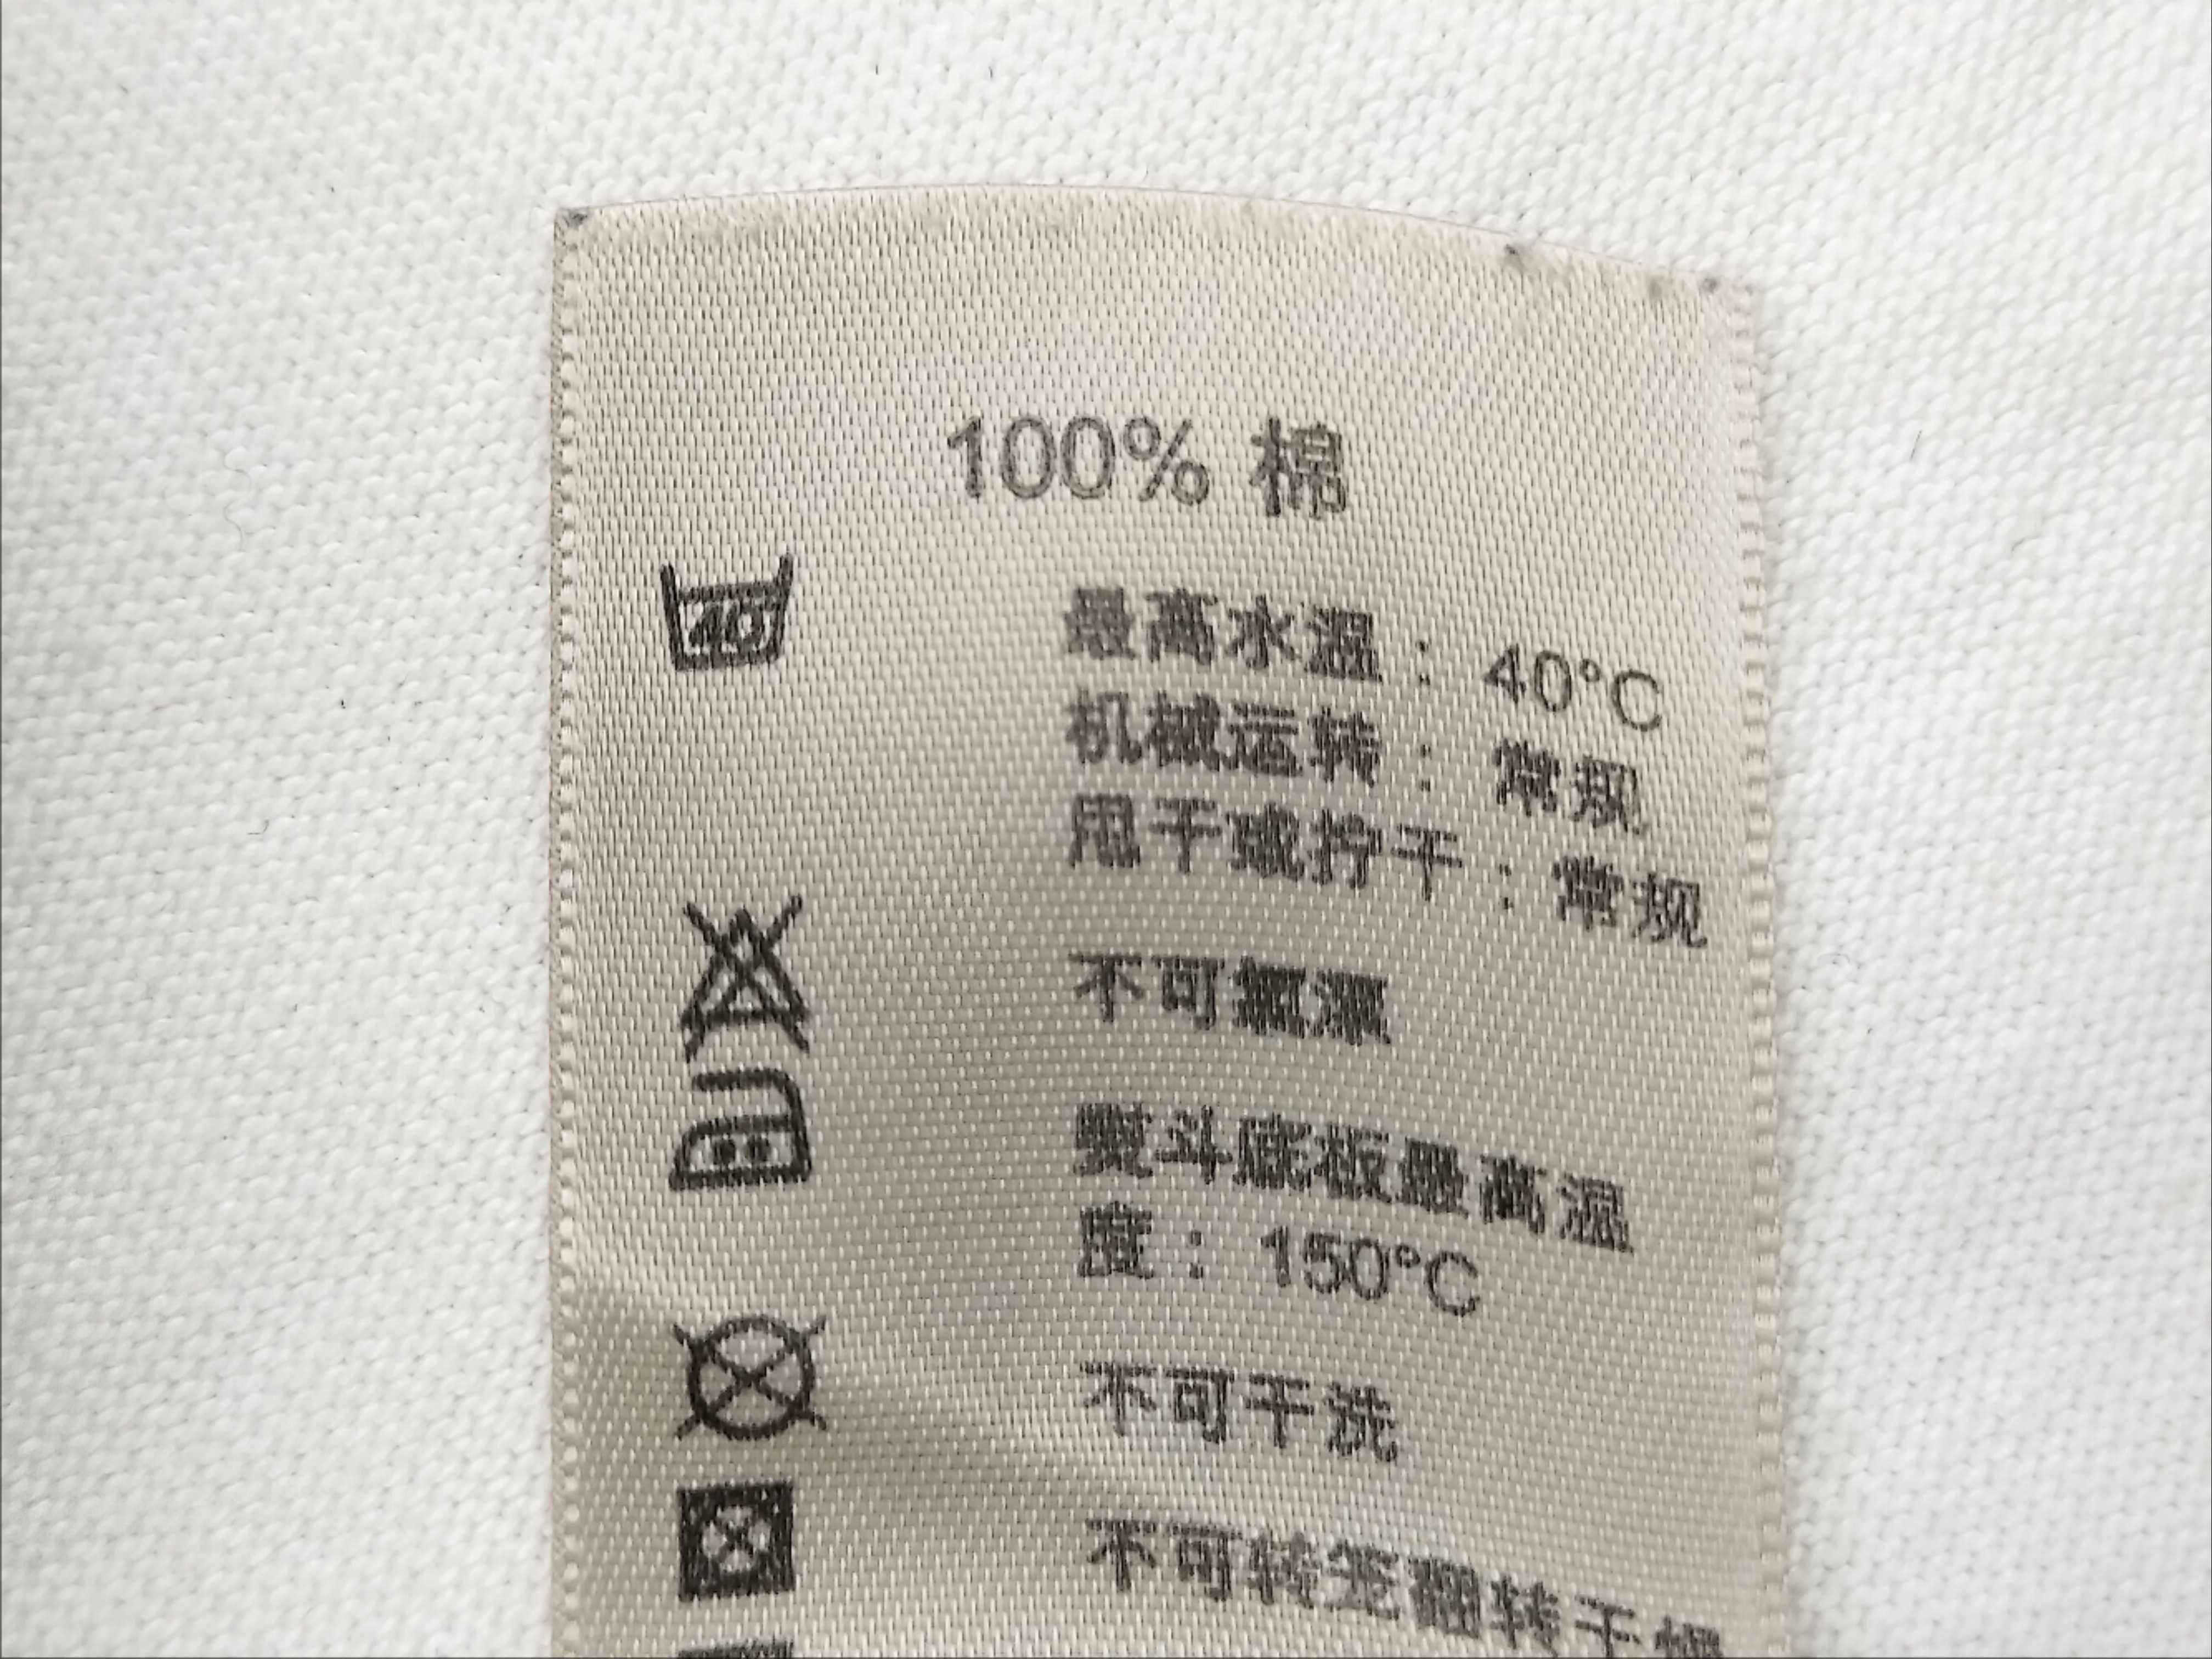 100% 棉
40
最高水温： 40°C
机械运转： 常规
甩干或拧干：常规
不可氯漂
熨斗底板最高温
度： 150°C
不可干洗
不可转笼翻转干燥